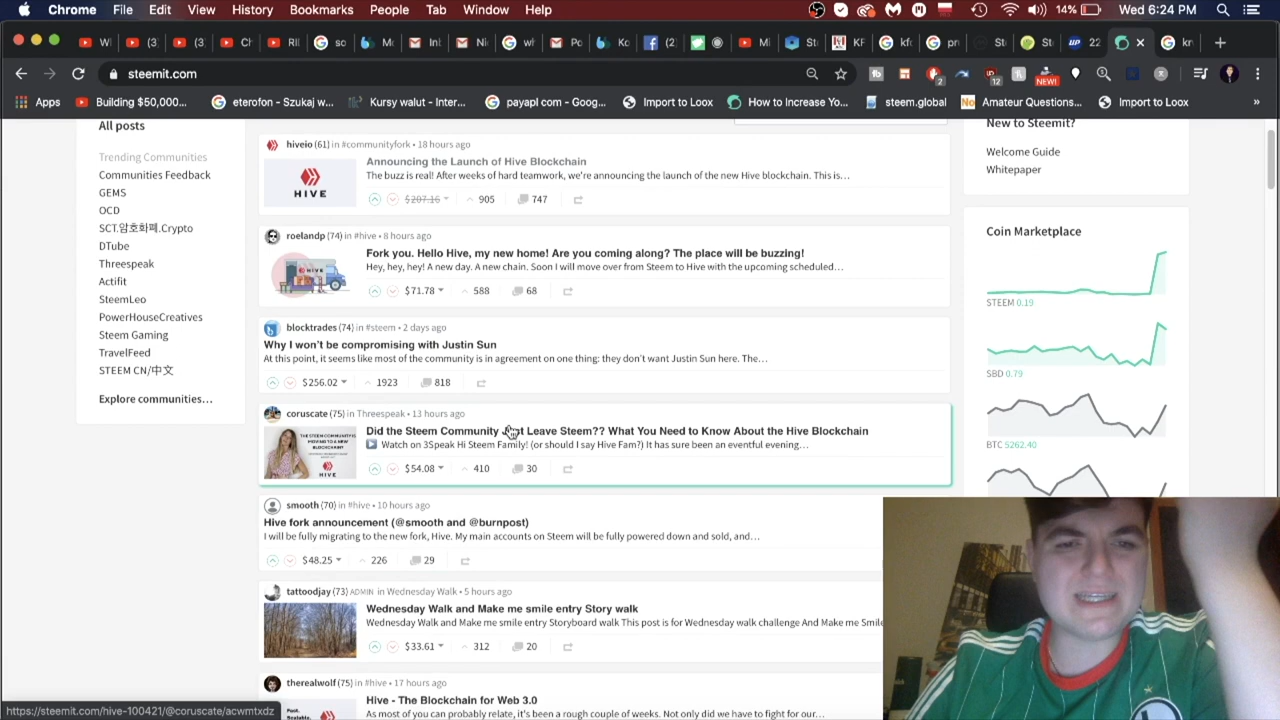 Chrome File Edit View History Bookmarks People Tab Window Help 14% Wed 6:24 PM
steemit.com
Apps Building $50,000... eterofon - Szukaj w... Kursy walut - Inter... payapl com - Goog... Import to Loox How to Increase Yo... steem.global Amateur Questions... Import to Loox »
All posts
Trending Communities
Communities Feedback
GEMS
OCD
SCT.암호화폐.Crypto
DTube
Threespeak
Actifit
SteemLeo
PowerHouseCreatives
Steem Gaming
TravelFeed
STEEM CN/中文
Explore communities...
hiveio (61) in #communityfork • 18 hours ago
Announcing the Launch of Hive Blockchain
The buzz is real! After weeks of hard teamwork, we're announcing the launch of the new Hive blockchain. This is...
HIVE
$207.16 905 747
roelandp (74) in #hive • 8 hours ago
Fork you. Hello Hive, my new home! Are you coming along? The place will be buzzing!
Hey, hey, hey! A new day. A new chain. Soon I will move over from Steem to Hive with the upcoming scheduled...
$71.78 588 68
blocktrades (74) in #steem • 2 days ago
Why I won't be compromising with Justin Sun
At this point, it seems like most of the community is in agreement on one thing: they don't want Justin Sun here. The...
$256.02 1923 818
coruscate (75) in Threespeak • 13 hours ago
Did the Steem Community Just Leave Steem?? What You Need to Know About the Hive Blockchain
Watch on 3Speak Hi Steem Family! (or should I say Hive Fam?) It has sure been an eventful evening...
$54.08 410 30
smooth (70) in #hive • 10 hours ago
Hive fork announcement (@smooth and @burnpost)
I will be fully migrating to the new fork, Hive. My main accounts on Steem will be fully powered down and sold, and...
$48.25 226 29
tattoodjay (73) ADMIN in Wednesday Walk • 5 hours ago
Wednesday Walk and Make me smile entry Story walk
Wednesday Walk and Make me smile entry Storyboard walk This post is for Wednesday walk challenge And Make me Smile
$33.61 312 20
therealwolf (75) in #hive • 17 hours ago
Hive - The Blockchain for Web 3.0
As most of you can probably relate, it's been a rough couple of weeks. Not only did we have to fight for our...
New to Steemit?
Welcome Guide
Whitepaper
Coin Marketplace
STEEM 0.19
SBD 0.79
BTC 5262.40
https://steemit.com/hive-100421/@coruscate/acwmtxdz